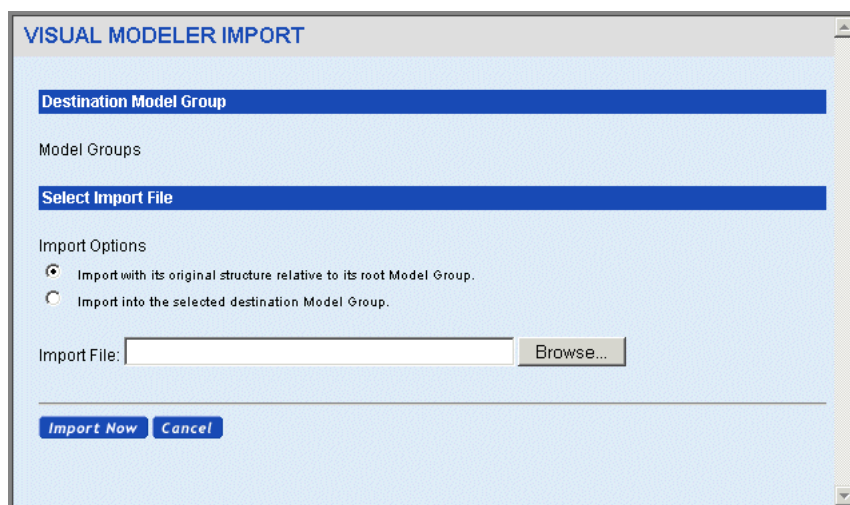 VISUAL MODELER IMPORT
Destination Model Group
Model Groups
Select Import File
Import Options
Import with its original structure relative to its root Model Group.
Import into the selected destination Model Group.
Import File: Browse...
Import Now Cancel